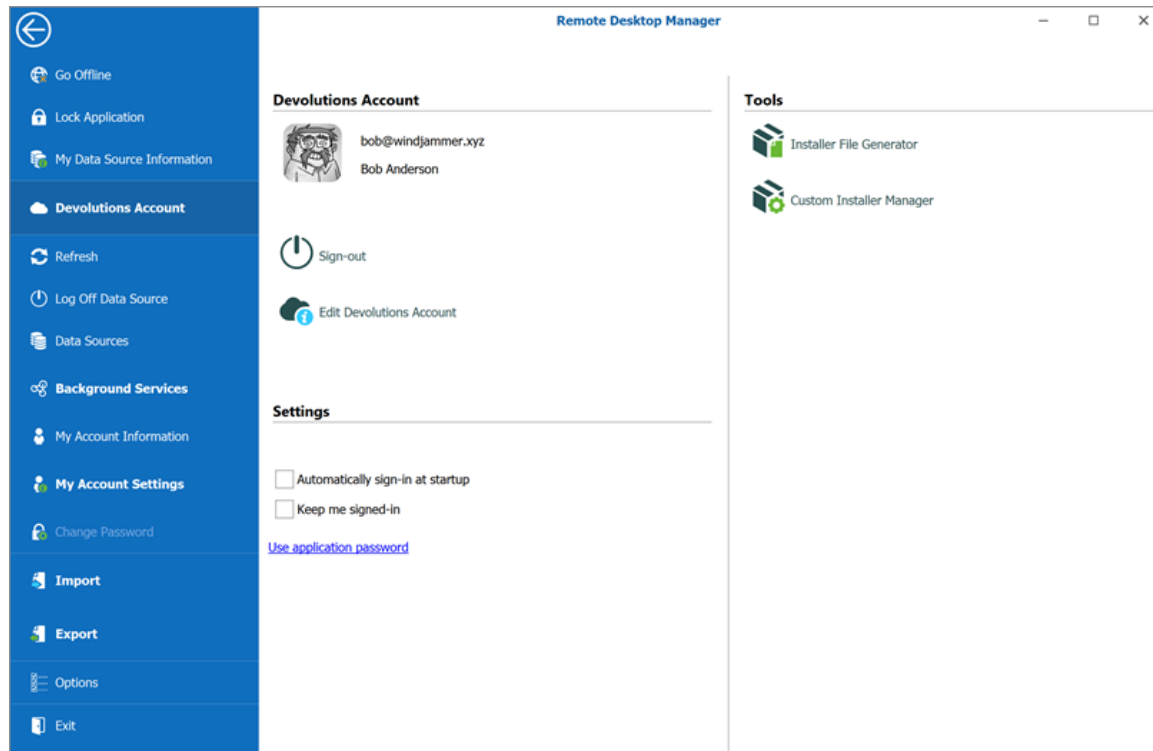 Remote Desktop Manager
Go Offline
Lock Application
My Data Source Information
Devolutions Account
Refresh
Log Off Data Source
Data Sources
Background Services
My Account Information
My Account Settings
Change Password
Import
Export
Options
Exit
Devolutions Account
bob@windjammer.xyz
Bob Anderson
Sign-out
Edit Devolutions Account
Settings
Automatically sign-in at startup
Keep me signed-in
Use application password
Tools
Installer File Generator
Custom Installer Manager